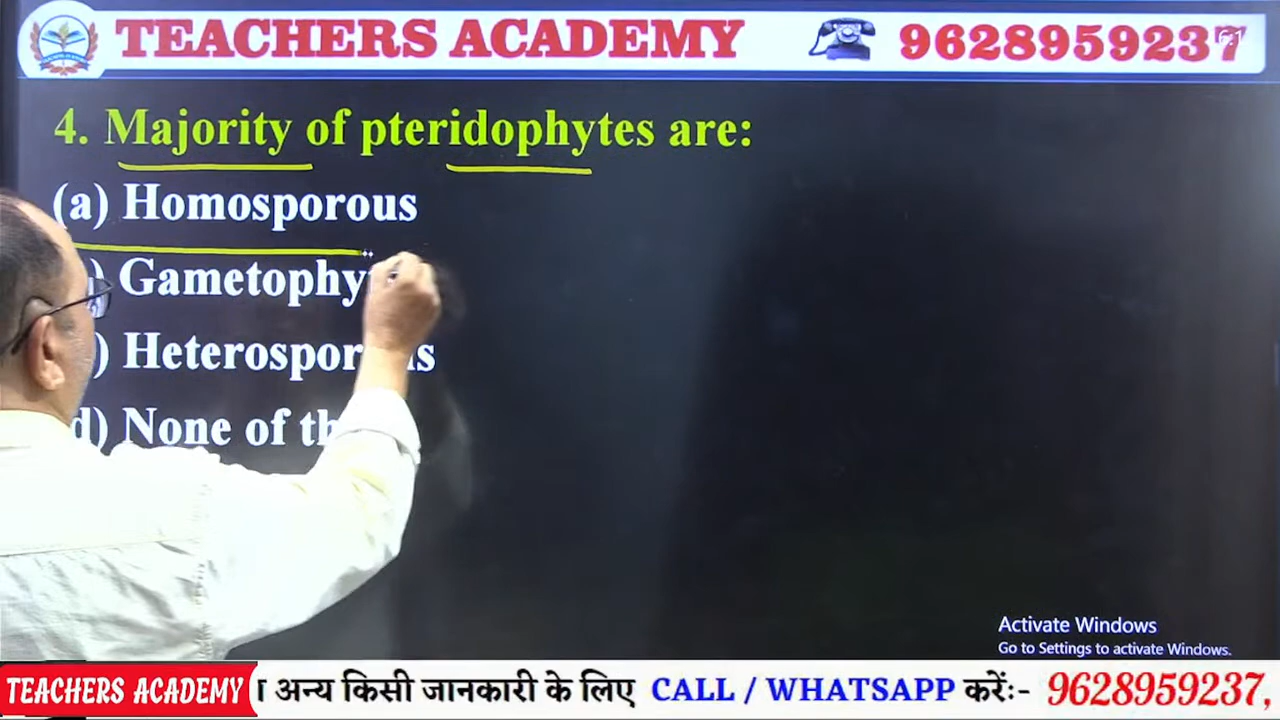 TEACHERS ACADEMY
9628959237
4. Majority of pteridophytes are:
(a) Homosporous
Gametophy
) Heterosporous
d) None of th
Activate Windows
Go to Settings to activate Windows.
TEACHERS ACADEMY
अन्य किसी जानकारी के लिए CALL / WHATSAPP करेंः- 9628959237,